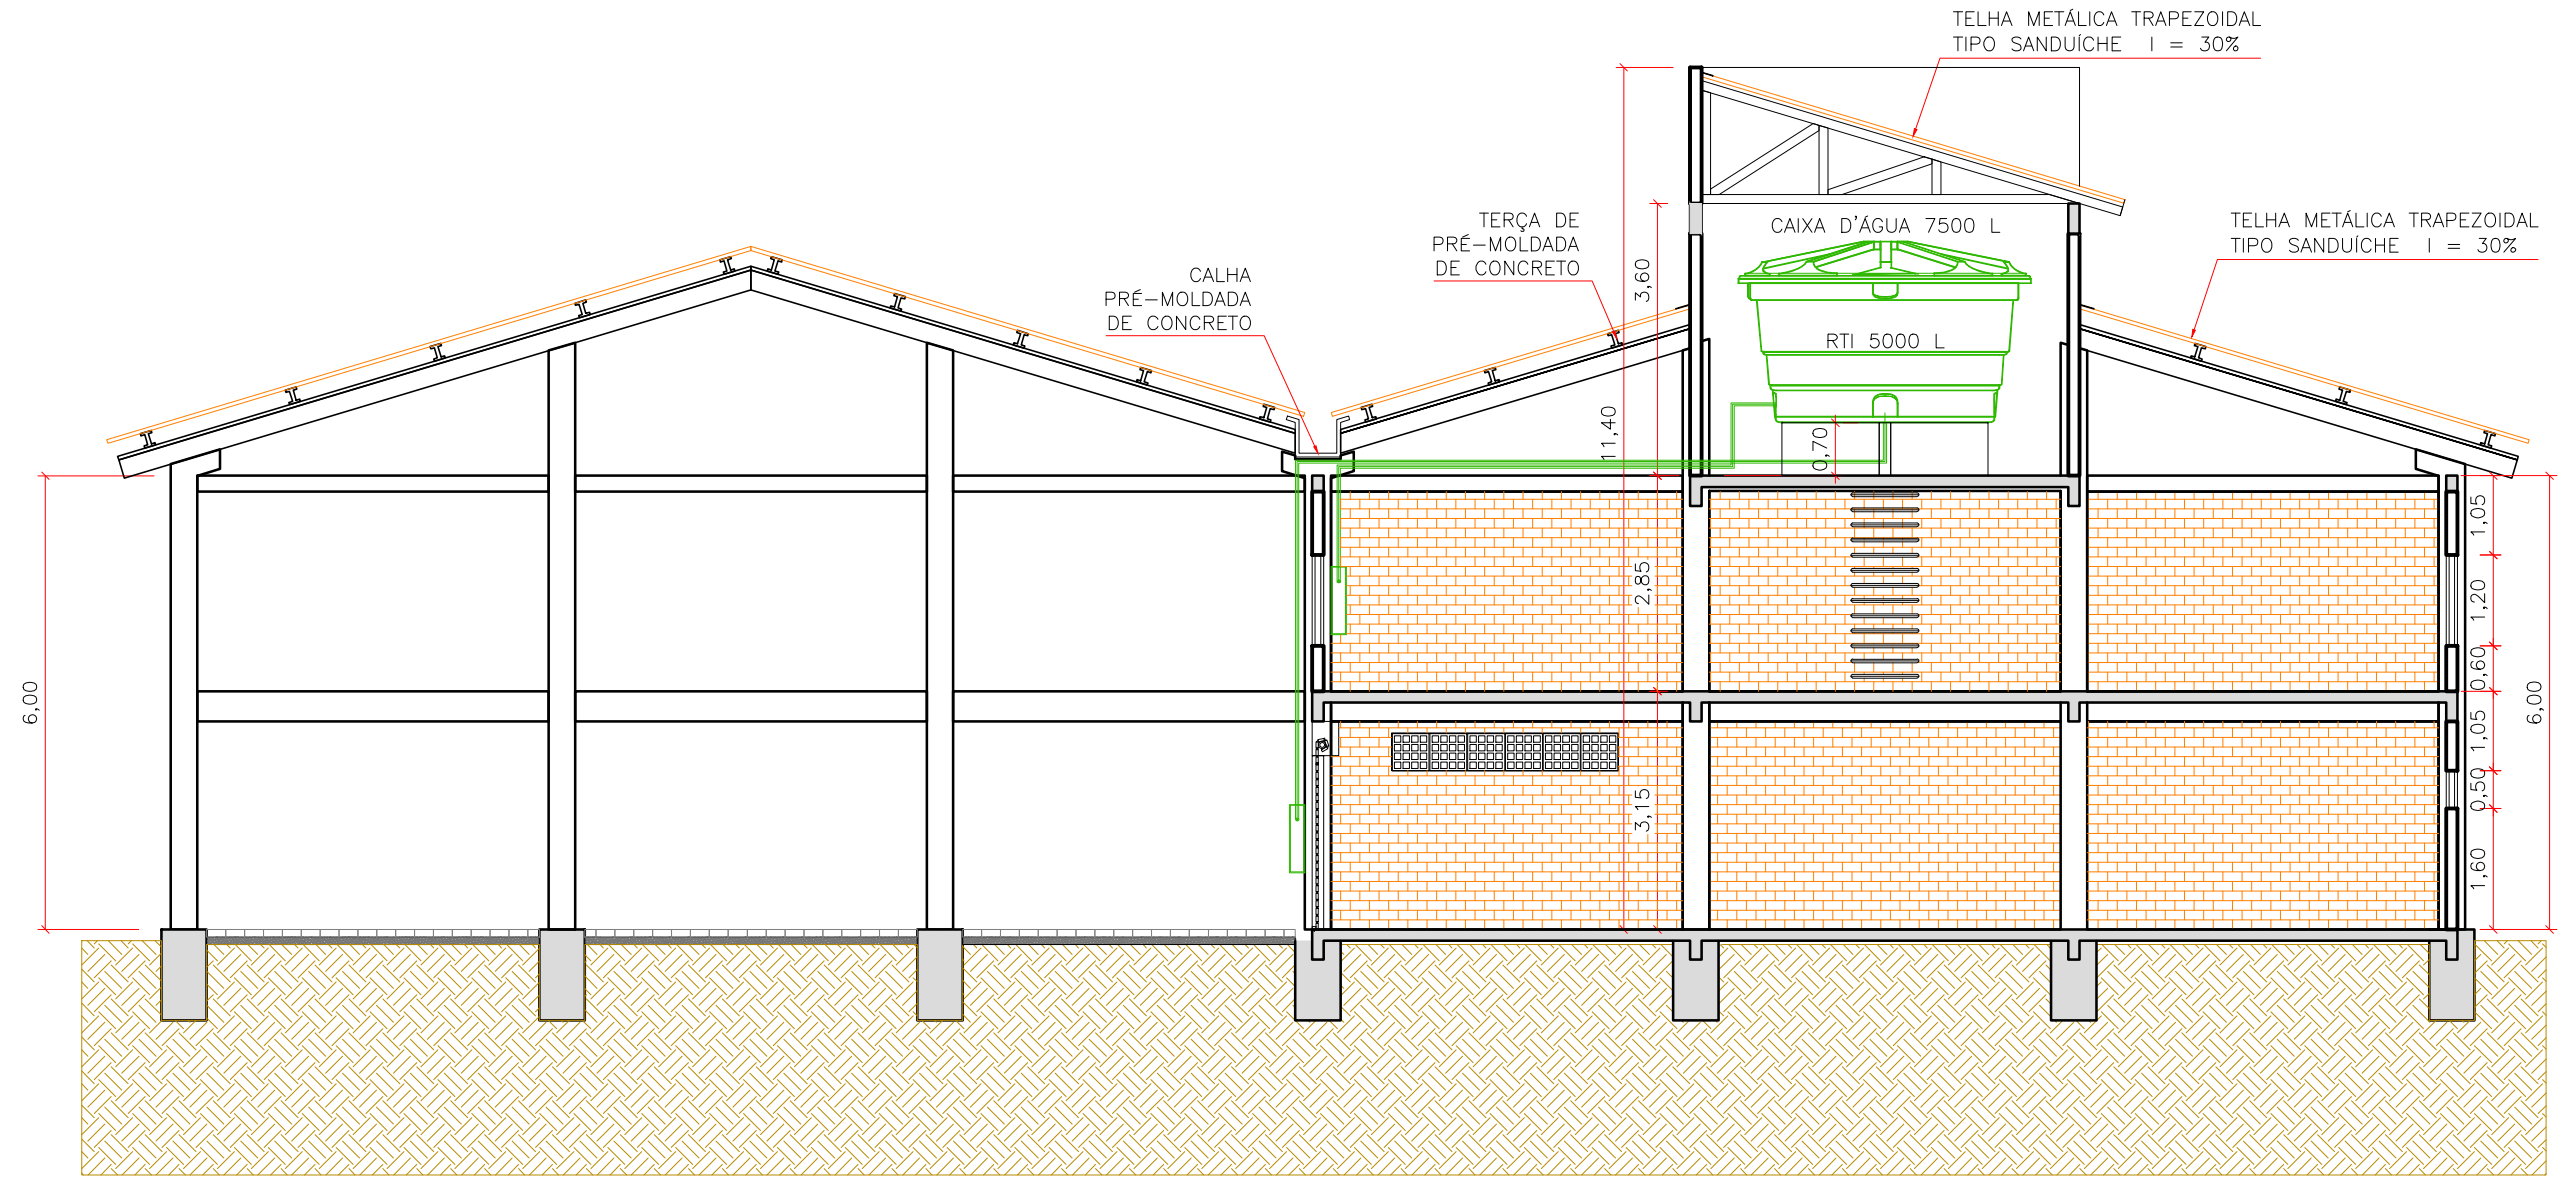 TELHA METÁLICA TRAPEZOIDAL
TIPO SANDUÍCHE I = 30%
TERÇA DE
PRÉ-MOLDADA
DE CONCRETO
CAIXA D'ÁGUA 7500 L
TELHA METÁLICA TRAPEZOIDAL
TIPO SANDUÍCHE I = 30%
CALHA
PRÉ-MOLDADA
DE CONCRETO
3,60
RTI 5000 L
11,40
0,70
1,05
2,85
1,20
0,60
6,00
6,00
1,05
0,50
3,15
1,60